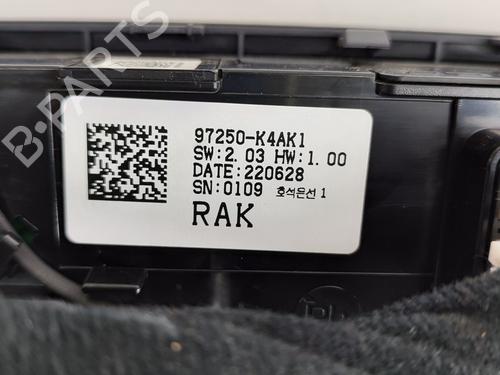 97250-K4AK1
SW:2.03 HW:1.00
DATE:220628
SN:0109 호석은선 1
RAK
B-PARTS